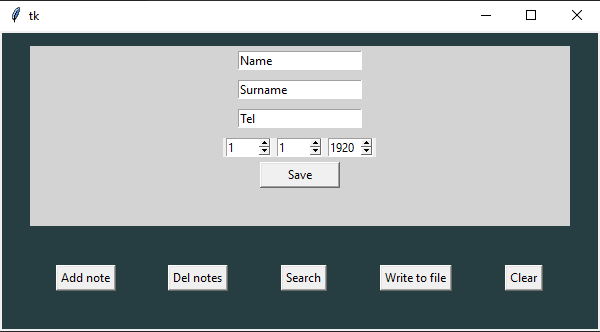 tk
Name
Surname
Tel
1 1 1920
Save
Add note Del notes Search Write to file Clear